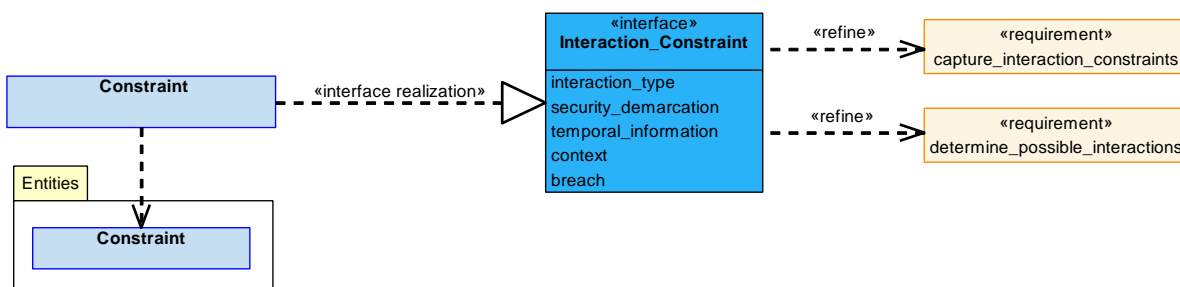 Constraint
Entities
Constraint
«interface realization»
«interface»
Interaction_Constraint
interaction_type
security_demarcation
temporal_information
context
breach
«refine»
«refine»
«requirement»
capture_interaction_constraints
«requirement»
determine_possible_interactions